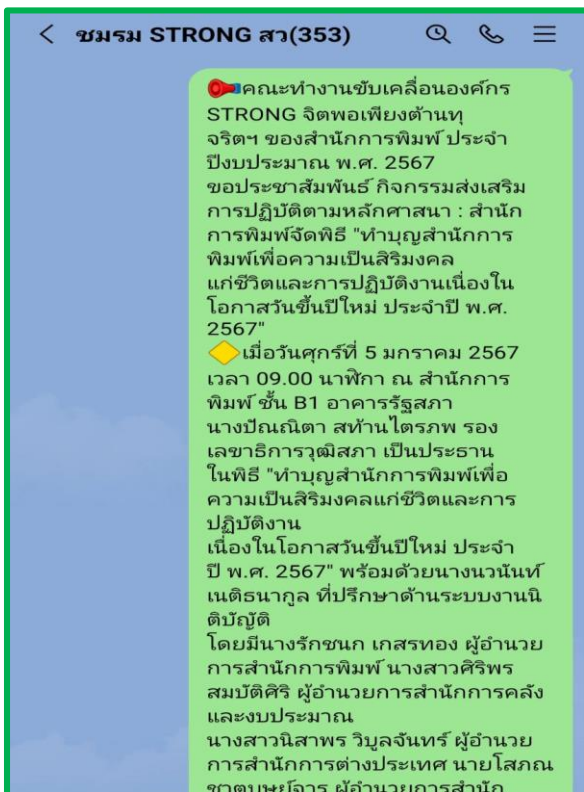 ชมรม STRONG สว(353)
คณะทำงานขับเคลื่อนองค์กร
STRONG จิตพอเพียงต้านทุ
จริตฯ ของสำนักการพิมพ์ ประจำ
ปีงบประมาณ พ.ศ. 2567
ขอประชาสัมพันธ์ กิจกรรมส่งเสริม
การปฏิบัติตามหลักศาสนา : สำนัก
การพิมพ์จัดพิธี "ทำบุญสำนักการ
พิมพ์เพื่อความเป็นสิริมงคล
แก่ชีวิตและการปฏิบัติงานเนื่องใน
โอกาสวันขึ้นปีใหม่ ประจำปี พ.ศ.
2567"
เมื่อวันศุกร์ที่ 5 มกราคม 2567
เวลา 09.00 นาฬิกา ณ สำนักการ
พิมพ์ ชั้น B1 อาคารรัฐสภา
นางปัณณิตา สท้านไตรภพ รอง
เลขาธิการวุฒิสภา เป็นประธาน
ในพิธี "ทำบุญสำนักการพิมพ์เพื่อ
ความเป็นสิริมงคลแก่ชีวิตและการ
ปฏิบัติงาน
เนื่องในโอกาสวันขึ้นปีใหม่ ประจำ
ปี พ.ศ. 2567" พร้อมด้วยนางนวนันท์
เนติธนากูล ที่ปรึกษาด้านระบบงานนิ
ติบัญญัติ
โดยมีนางรักชนก เกสรทอง ผู้อำนวย
การสำนักการพิมพ์ นางสาวศิริพร
สมบัติศิริ ผู้อำนวยการสำนักการคลัง
และงบประมาณ
นางสาวนิสาพร วิบูลจันทร์ ผู้อำนวย
การสำนักการต่างประเทศ นายโสภณ
ชาตบุษย์จาร ผู้อำนวยการสำนัก